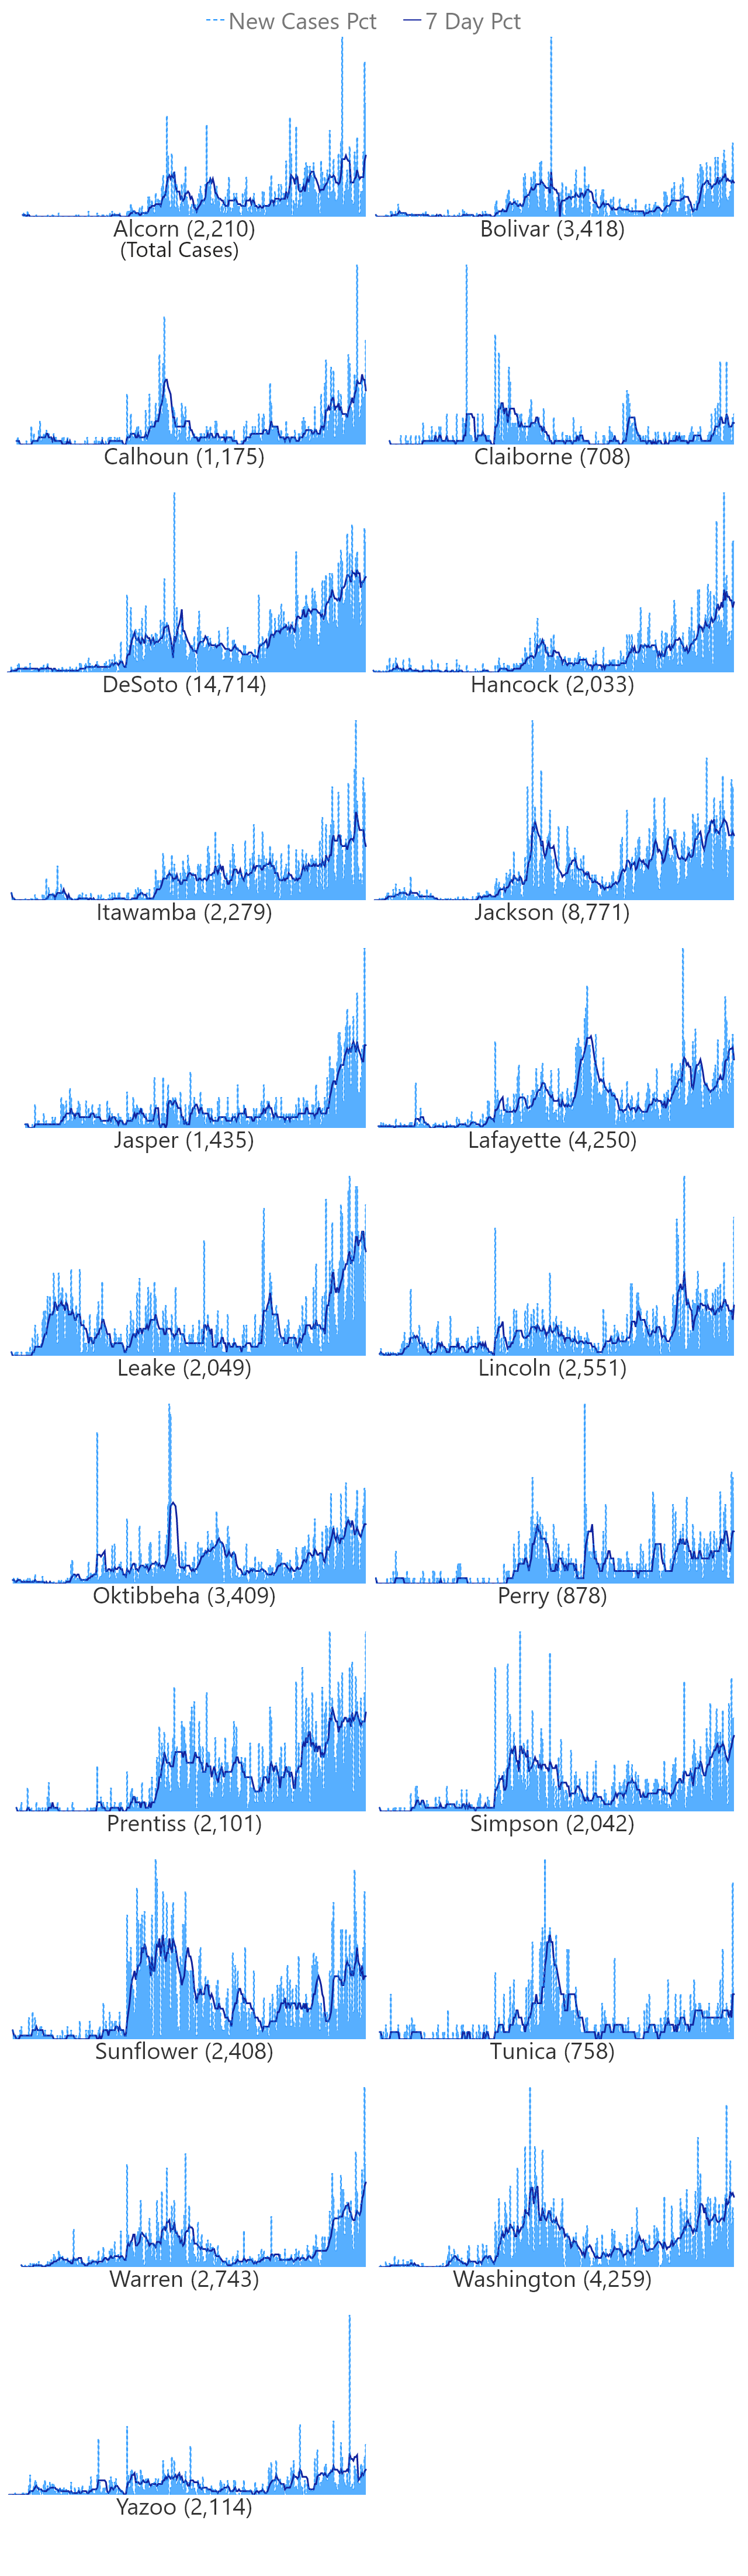 New Cases Pct 7 Day Pct
Alcorn (2,210)
(Total Cases)
Bolivar (3,418)
Calhoun (1,175)
Claiborne (708)
DeSoto (14,714)
Hancock (2,033)
Itawamba (2,279)
Jackson (8,771)
Jasper (1,435)
Lafayette (4,250)
Leake (2,049)
Lincoln (2,551)
Oktibbeha (3,409)
Perry (878)
Prentiss (2,101)
Simpson (2,042)
Sunflower (2,408)
Tunica (758)
Warren (2,743)
Washington (4,259)
Yazoo (2,114)